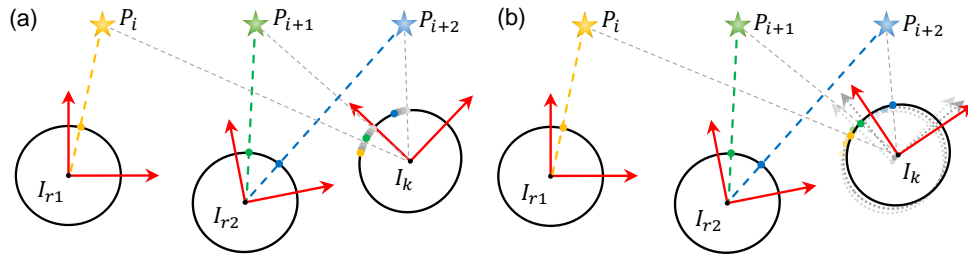 (a) P_i P_{i+1} P_{i+2} (b) P_i P_{i+1} P_{i+2}
I_{r1} I_{r2} I_k I_{r1} I_{r2} I_k